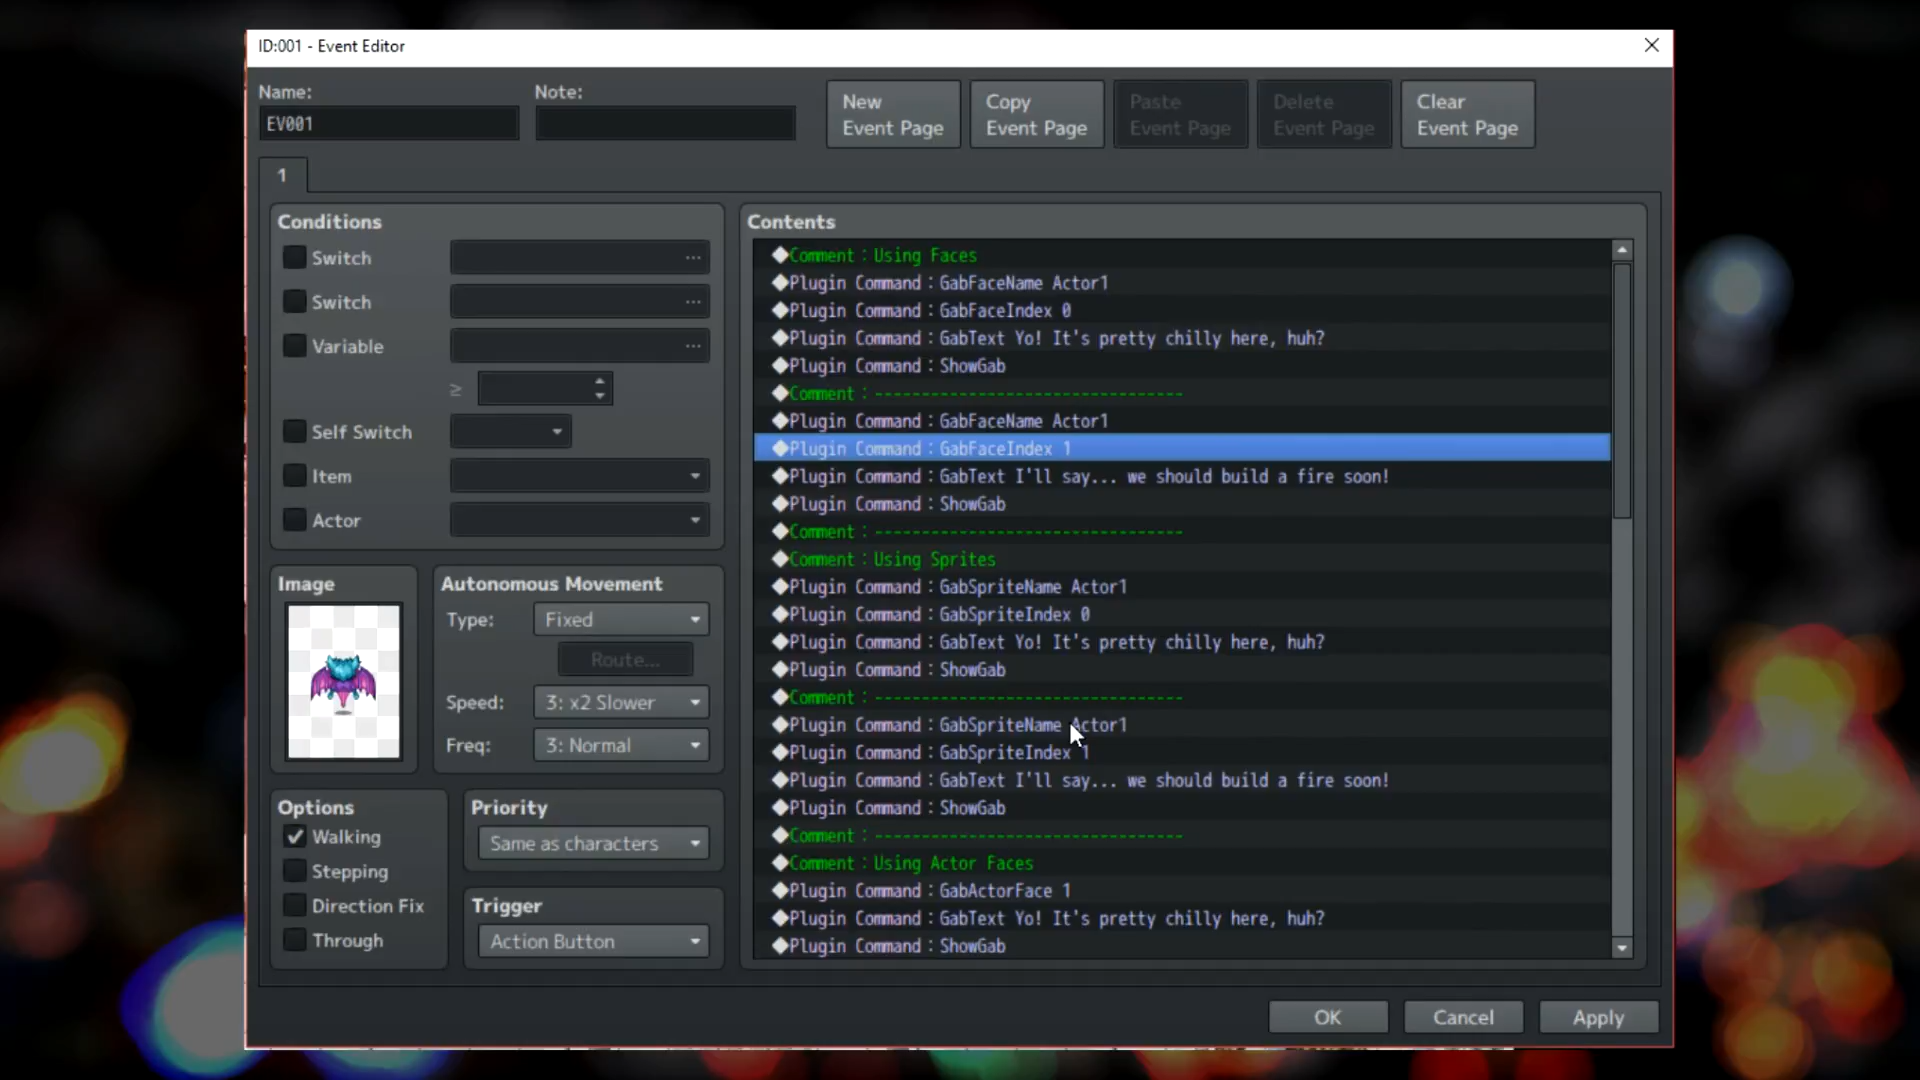 ID:001 - Event Editor
Name:
Note:
EV001
New
Event Page
Copy
Event Page
Paste
Event Page
Delete
Event Page
Clear
Event Page
1
Conditions
Switch
...
Switch
...
Variable
...
≥
Self Switch
Item
Actor
Image
Autonomous Movement
Type:
Fixed
Route...
Speed:
3: x2 Slower
Freq:
3: Normal
Options
Walking
Stepping
Direction Fix
Through
Priority
Same as characters
Trigger
Action Button
Contents
◆Comment：Using Faces
◆Plugin Command：GabFaceName Actor1
◆Plugin Command：GabFaceIndex 0
◆Plugin Command：GabText Yo! It's pretty chilly here, huh?
◆Plugin Command：ShowGab
◆Comment：---------------------------------
◆Plugin Command：GabFaceName Actor1
◆Plugin Command：GabFaceIndex 1
◆Plugin Command：GabText I'll say... we should build a fire soon!
◆Plugin Command：ShowGab
◆Comment：---------------------------------
◆Comment：Using Sprites
◆Plugin Command：GabSpriteName Actor1
◆Plugin Command：GabSpriteIndex 0
◆Plugin Command：GabText Yo! It's pretty chilly here, huh?
◆Plugin Command：ShowGab
◆Comment：---------------------------------
◆Plugin Command：GabSpriteName Actor1
◆Plugin Command：GabSpriteIndex 1
◆Plugin Command：GabText I'll say... we should build a fire soon!
◆Plugin Command：ShowGab
◆Comment：---------------------------------
◆Comment：Using Actor Faces
◆Plugin Command：GabActorFace 1
◆Plugin Command：GabText Yo! It's pretty chilly here, huh?
◆Plugin Command：ShowGab
OK
Cancel
Apply